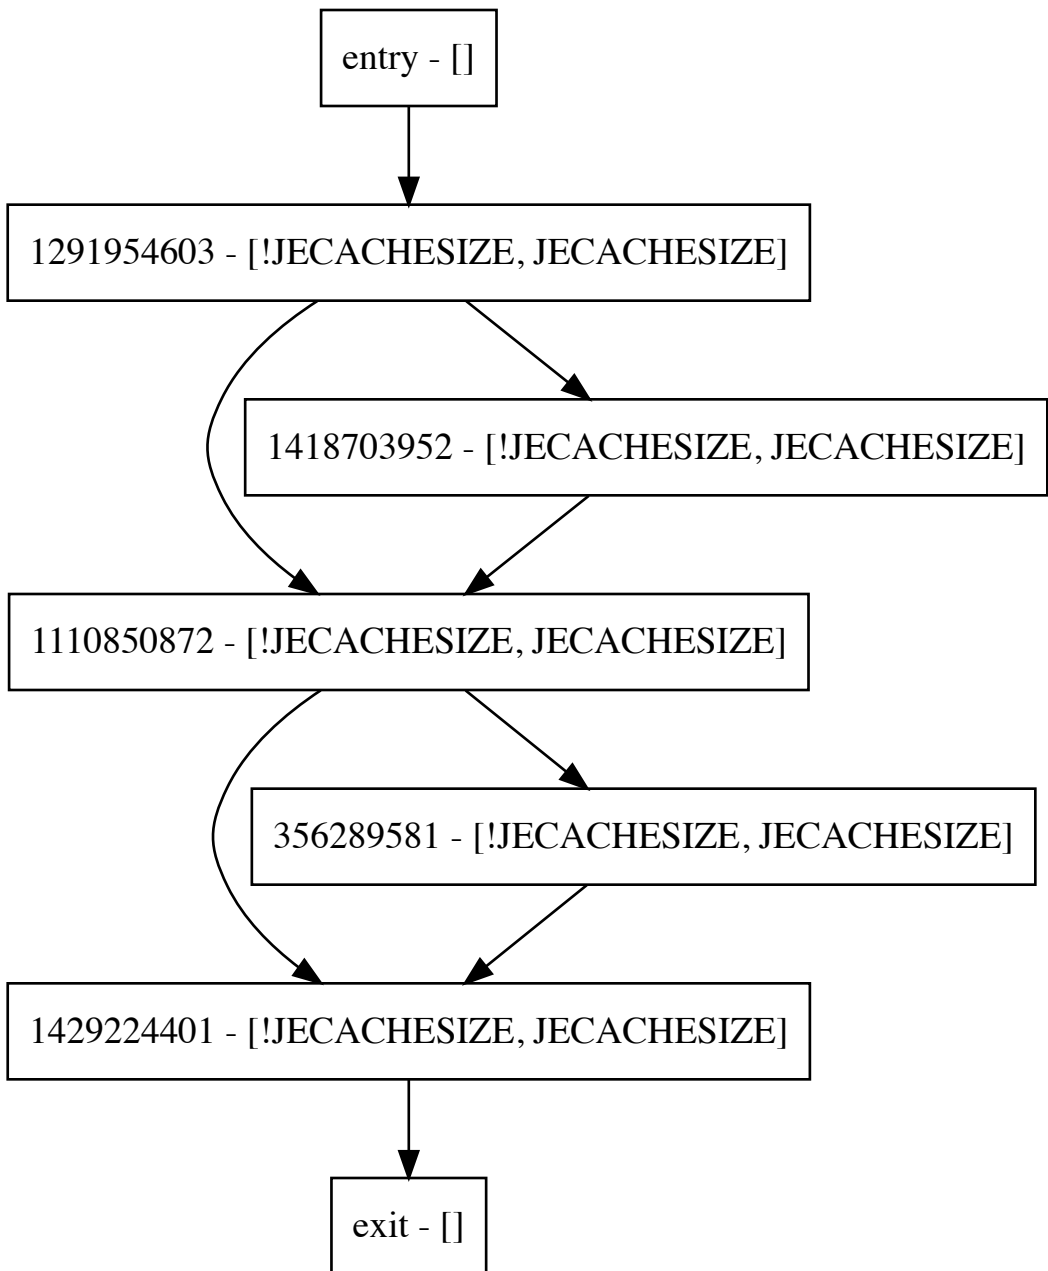 entry - []
1291954603 - [!JECACHESIZE, JECACHESIZE]
1418703952 - [!JECACHESIZE, JECACHESIZE]
1110850872 - [!JECACHESIZE, JECACHESIZE]
356289581 - [!JECACHESIZE, JECACHESIZE]
1429224401 - [!JECACHESIZE, JECACHESIZE]
exit - []